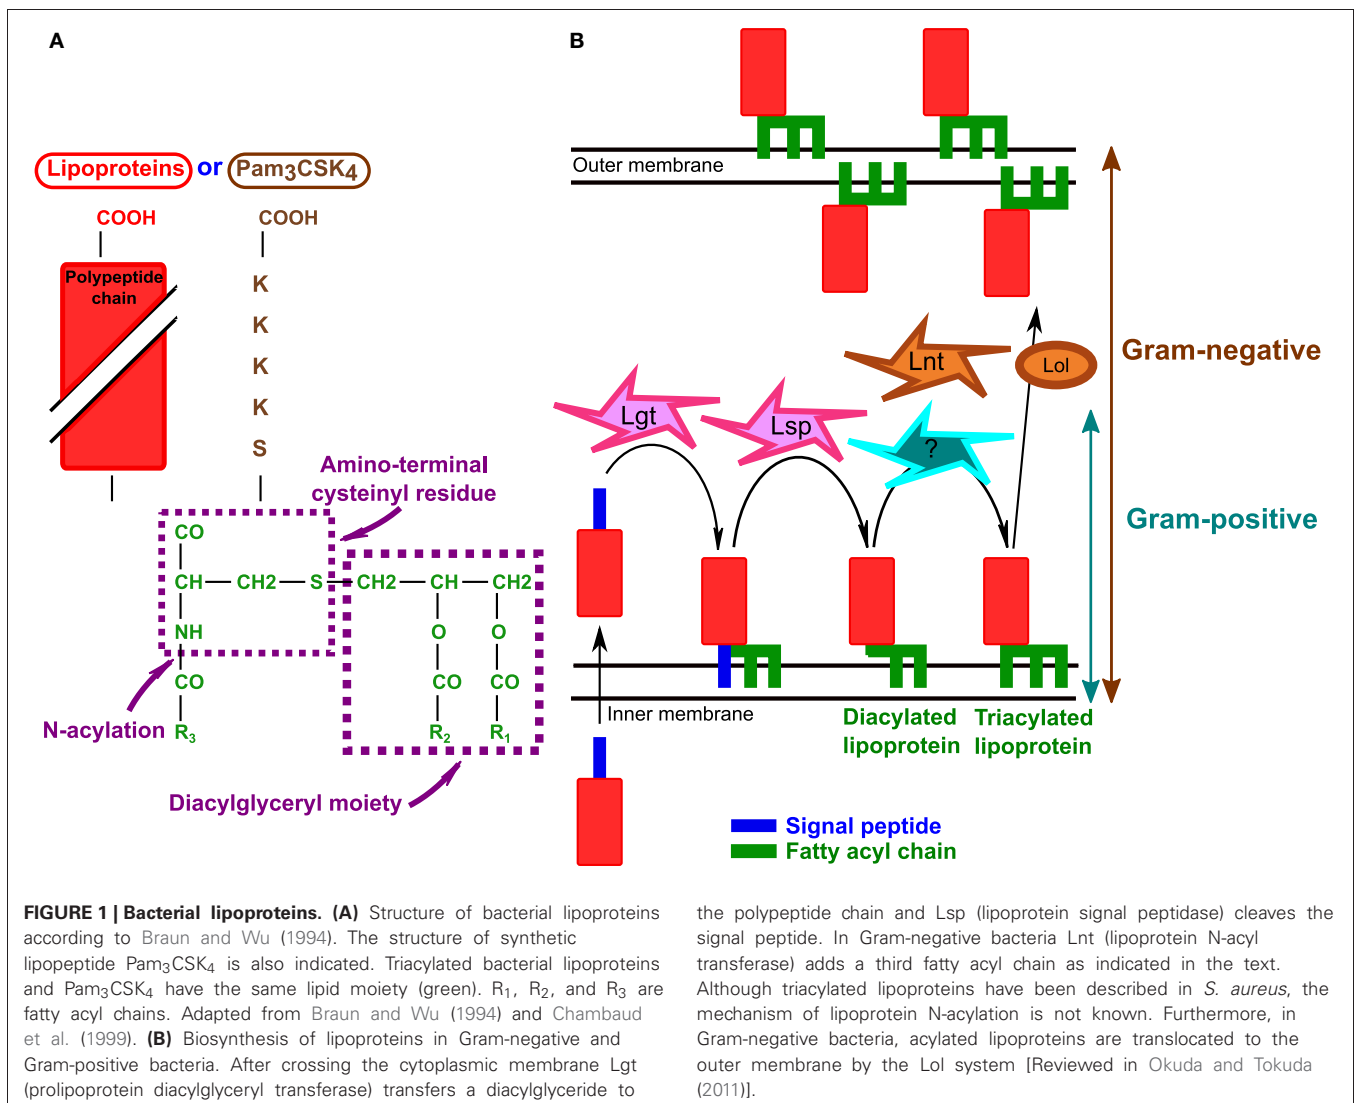 A
B
Lipoproteins or Pam3CSK4
COOH
COOH
Polypeptide
chain
K
K
K
K
S
Amino-terminal
cysteinyl residue
CO
CH CH2 S CH2 CH CH2
NH
O O
CO
CO CO
N-acylation
R3
R2 R1
Diacylglyceryl moiety
Outer membrane
Lnt
Lol
Gram-negative
Lgt
Lsp
?
Gram-positive
Inner membrane
Diacylated
lipoprotein
Triacylated
lipoprotein
Signal peptide
Fatty acyl chain
FIGURE 1 | Bacterial lipoproteins. (A) Structure of bacterial lipoproteins
according to Braun and Wu (1994). The structure of synthetic
lipopeptide Pam3CSK4 is also indicated. Triacylated bacterial lipoproteins
and Pam3CSK4 have the same lipid moiety (green). R1, R2, and R3 are
fatty acyl chains. Adapted from Braun and Wu (1994) and Chambaud
et al. (1999). (B) Biosynthesis of lipoproteins in Gram-negative and
Gram-positive bacteria. After crossing the cytoplasmic membrane Lgt
(prolipoprotein diacylglyceryl transferase) transfers a diacylglyceride to
the polypeptide chain and Lsp (lipoprotein signal peptidase) cleaves the
signal peptide. In Gram-negative bacteria Lnt (lipoprotein N-acyl
transferase) adds a third fatty acyl chain as indicated in the text.
Although triacylated lipoproteins have been described in S. aureus, the
mechanism of lipoprotein N-acylation is not known. Furthermore, in
Gram-negative bacteria, acylated lipoproteins are translocated to the
outer membrane by the Lol system [Reviewed in Okuda and Tokuda
(2011)].